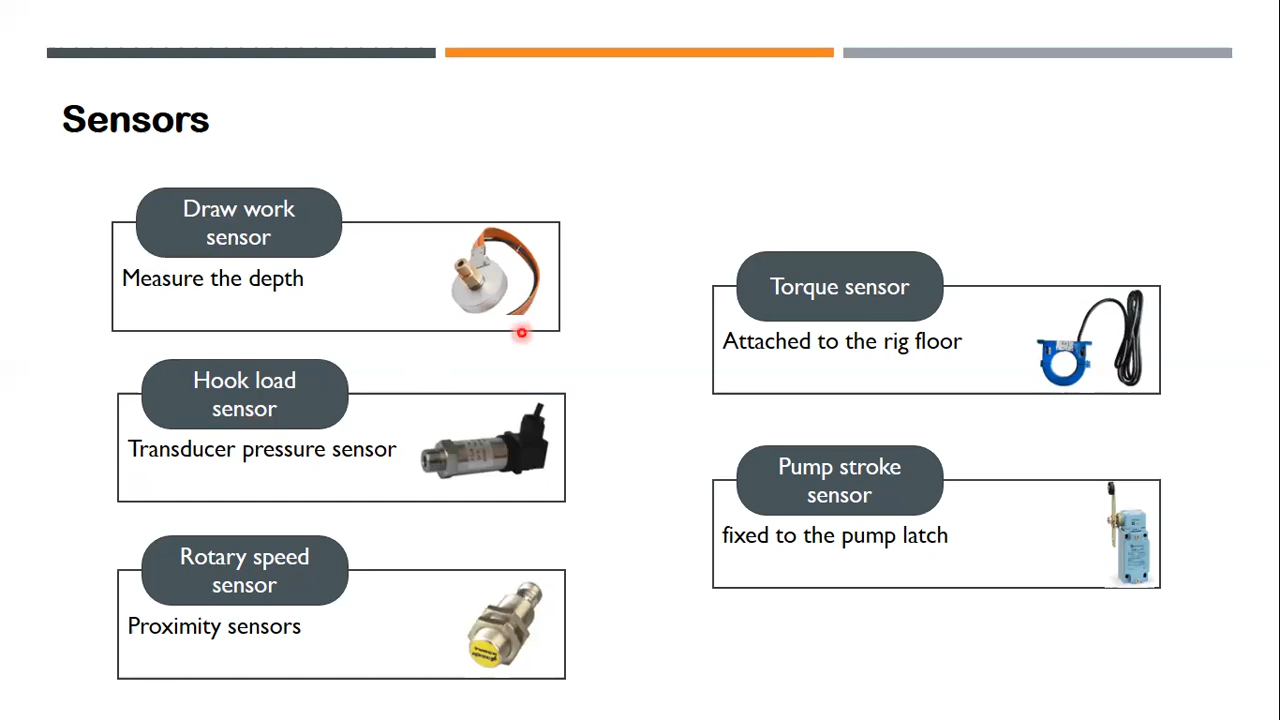 Sensors
Draw work
sensor
Measure the depth
Hook load
sensor
Transducer pressure sensor
Rotary speed
sensor
Proximity sensors
Torque sensor
Attached to the rig floor
Pump stroke
sensor
fixed to the pump latch